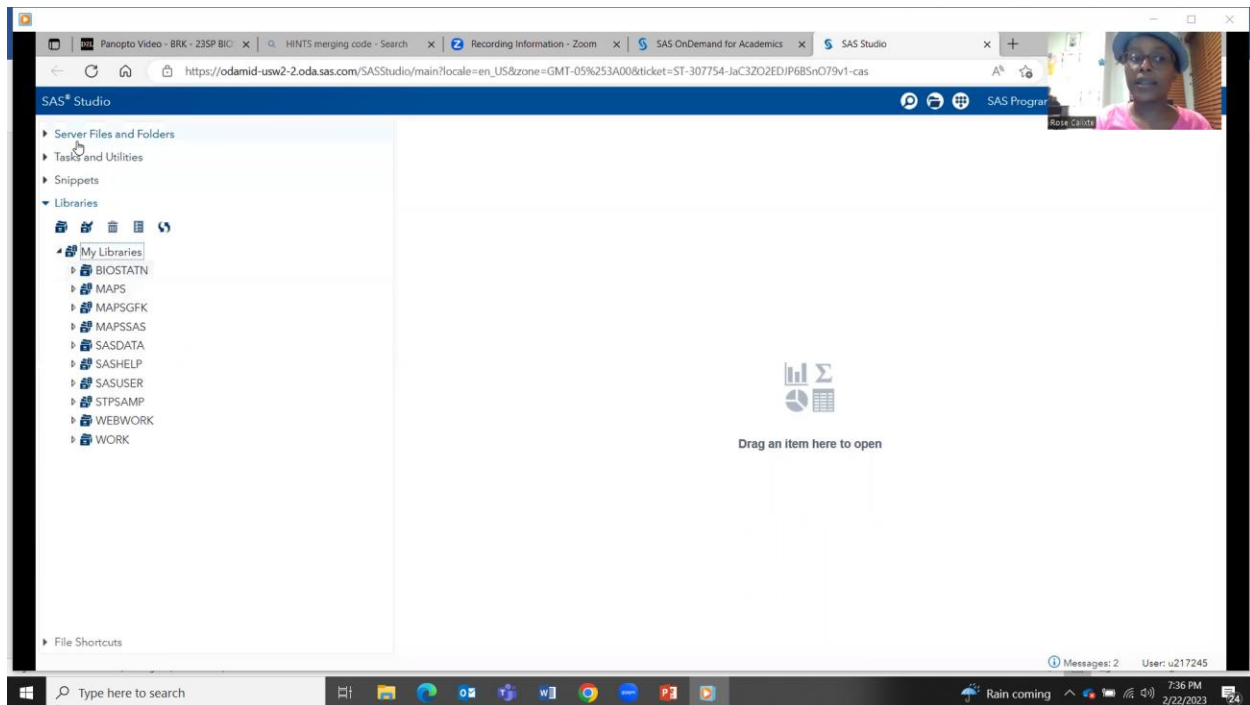 Panopto Video - BRK - 23SP BIO
HINTS merging code - Search
Recording Information - Zoom
SAS OnDemand for Academics
SAS Studio
https://odamid-usw2-2.oda.sas.com/SASStudio/main?locale=en_US&zone=GMT-05%253A00&ticket=ST-307754-JaC3ZO2EDJP6BSnO79v1-cas
SAS® Studio
SAS Program
Rose Calixte
Server Files and Folders
Tasks and Utilities
Snippets
Libraries
My Libraries
BIOSTATN
MAPS
MAPSGFK
MAPSSAS
SASDATA
SASHELP
SASUSER
STPSAMP
WEBWORK
WORK
Drag an item here to open
File Shortcuts
Messages: 2 User: u217245
Type here to search
Rain coming
7:36 PM
2/22/2023
24